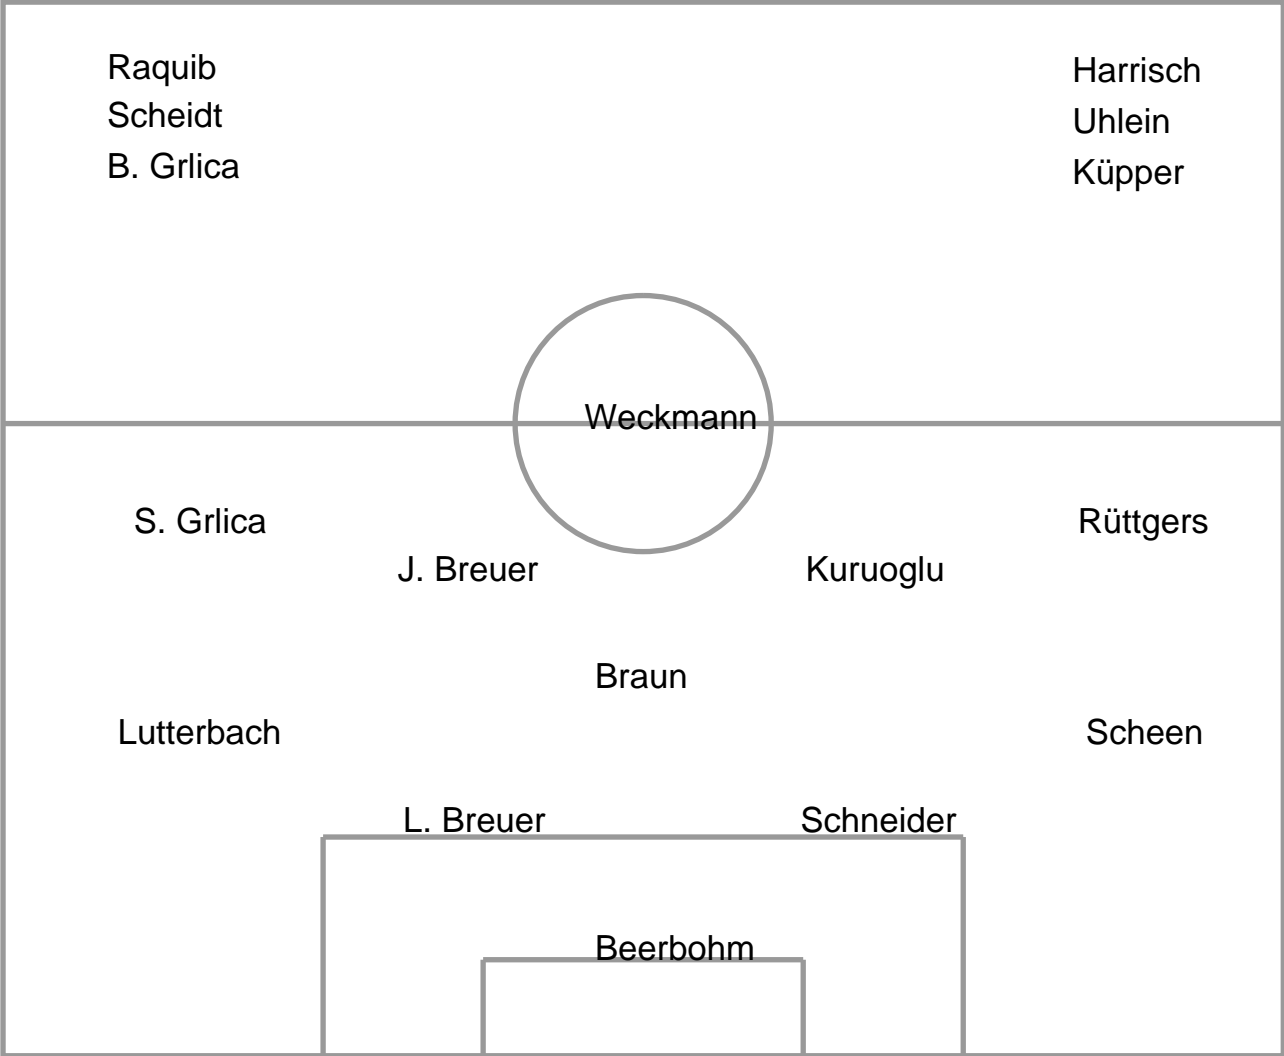 Raquib
Scheidt
B. Grlica
Harrisch
Uhlein
Küpper
Weckmann
S. Grlica
Rüttgers
J. Breuer
Kuruoglu
Braun
Lutterbach
Scheen
L. Breuer
Schneider
Beerbohm